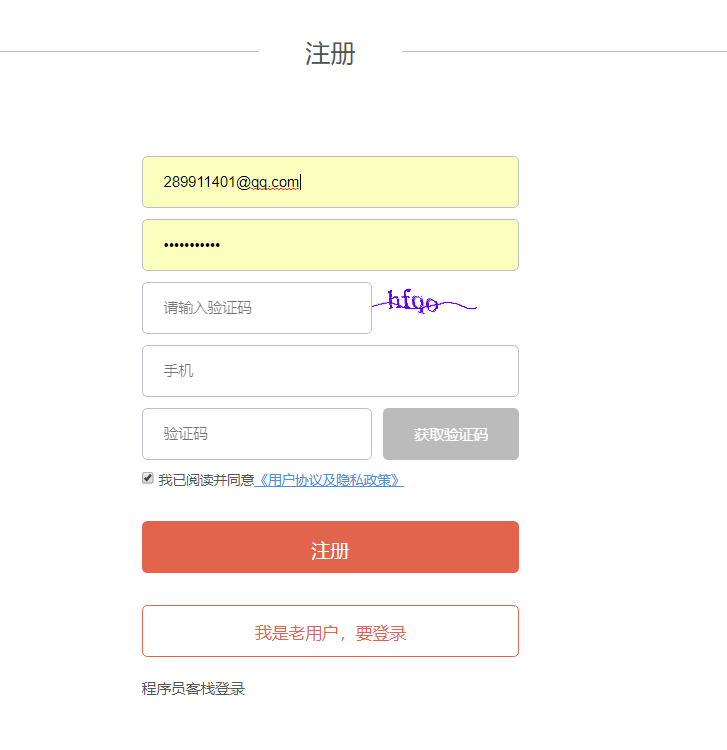 注册
289911401@qq.com
•••••••••••
请输入验证码 hfqo
手机
验证码 获取验证码
我已阅读并同意《用户协议及隐私政策》
注册
我是老用户，要登录
程序员客栈登录